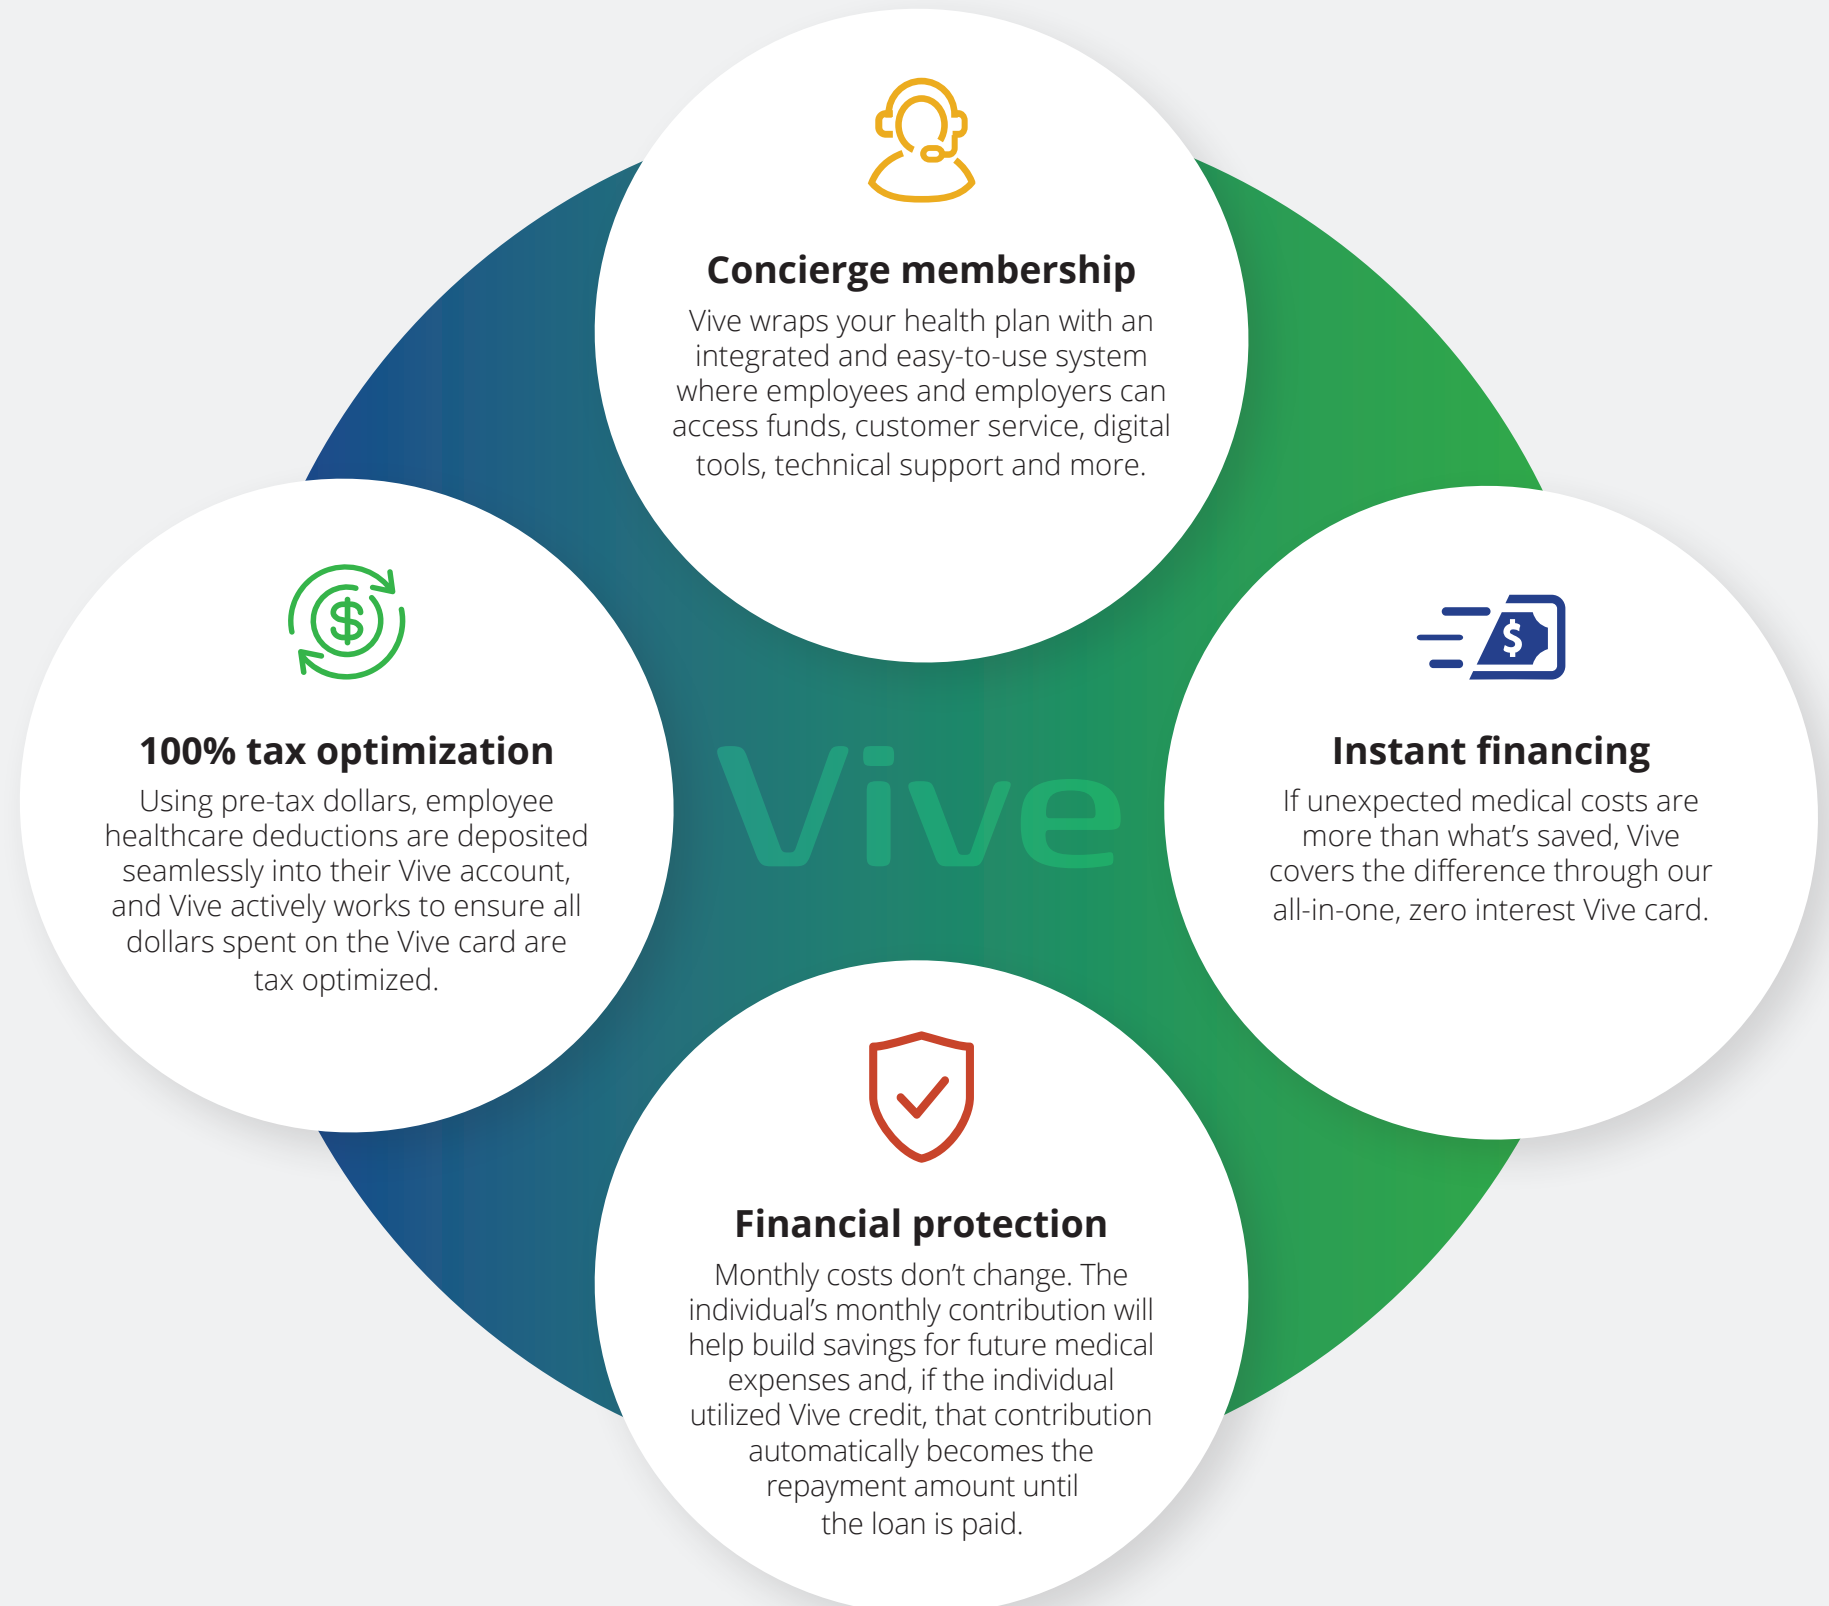 Concierge membership
Vive wraps your health plan with an
integrated and easy-to-use system
where employees and employers can
access funds, customer service, digital
tools, technical support and more.
100% tax optimization
Using pre-tax dollars, employee
healthcare deductions are deposited
seamlessly into their Vive account,
and Vive actively works to ensure all
dollars spent on the Vive card are
tax optimized.
Vive
Instant financing
If unexpected medical costs are
more than what’s saved, Vive
covers the difference through our
all-in-one, zero interest Vive card.
Financial protection
Monthly costs don’t change. The
individual’s monthly contribution will
help build savings for future medical
expenses and, if the individual
utilized Vive credit, that contribution
automatically becomes the
repayment amount until
the loan is paid.